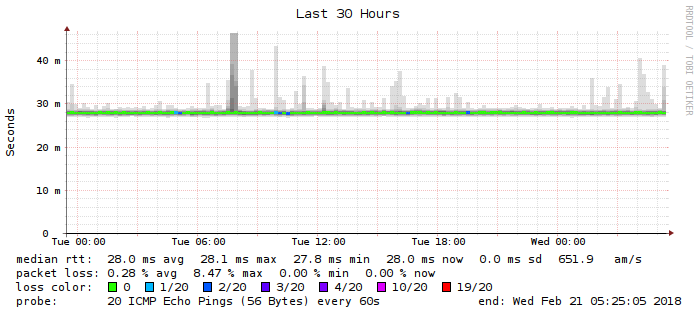 Last 30 Hours
RRDTOOL / TOBI OETIKER
Seconds
40 m
30 m
20 m
10 m
0
Tue 00:00 Tue 06:00 Tue 12:00 Tue 18:00 Wed 00:00
median rtt: 28.0 ms avg 28.1 ms max 27.8 ms min 28.0 ms now 0.0 ms sd 651.9 am/s
packet loss: 0.28 % avg 8.47 % max 0.00 % min 0.00 % now
loss color: 0 1/20 2/20 3/20 4/20 10/20 19/20
probe: 20 ICMP Echo Pings (56 Bytes) every 60s end: Wed Feb 21 05:25:05 2018